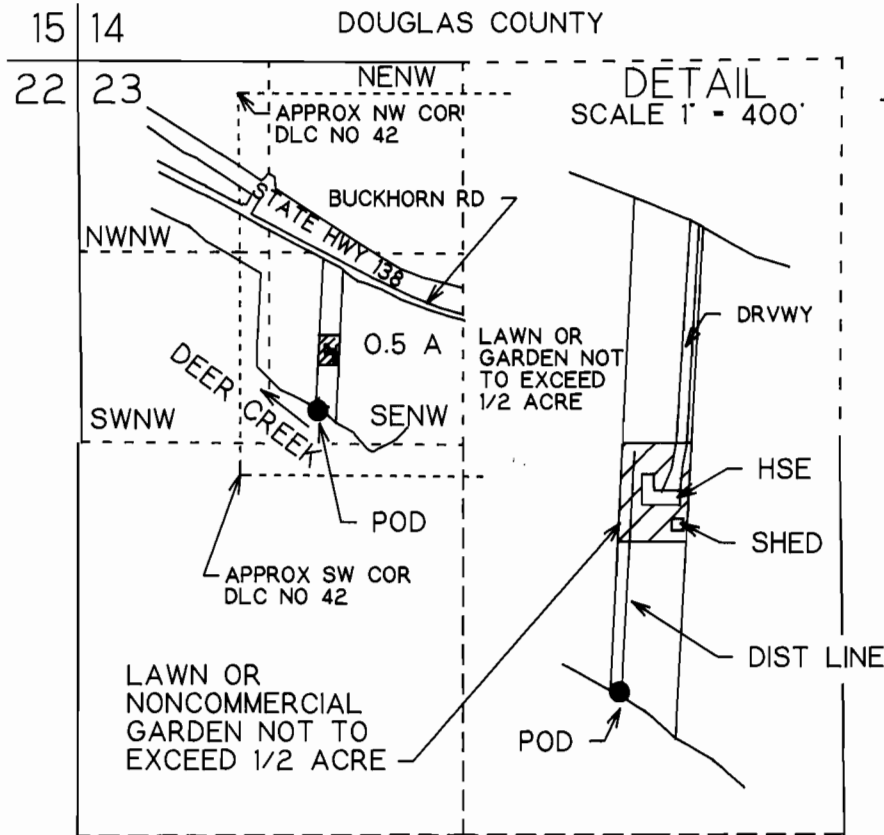 DOUGLAS COUNTY
15 14
22 23
NENW
DETAIL
SCALE 1" = 400'
APPROX NW COR
DLC NO 42
BUCKHORN RD
STATE HWY 138
NWNW
DRVWY
0.5 A
LAWN OR
GARDEN NOT
TO EXCEED
1/2 ACRE
DEER CREEK
SWNW
SENW
HSE
POD
SHED
APPROX SW COR
DLC NO 42
DIST LINE
LAWN OR
NONCOMMERCIAL
GARDEN NOT TO
EXCEED 1/2 ACRE
POD